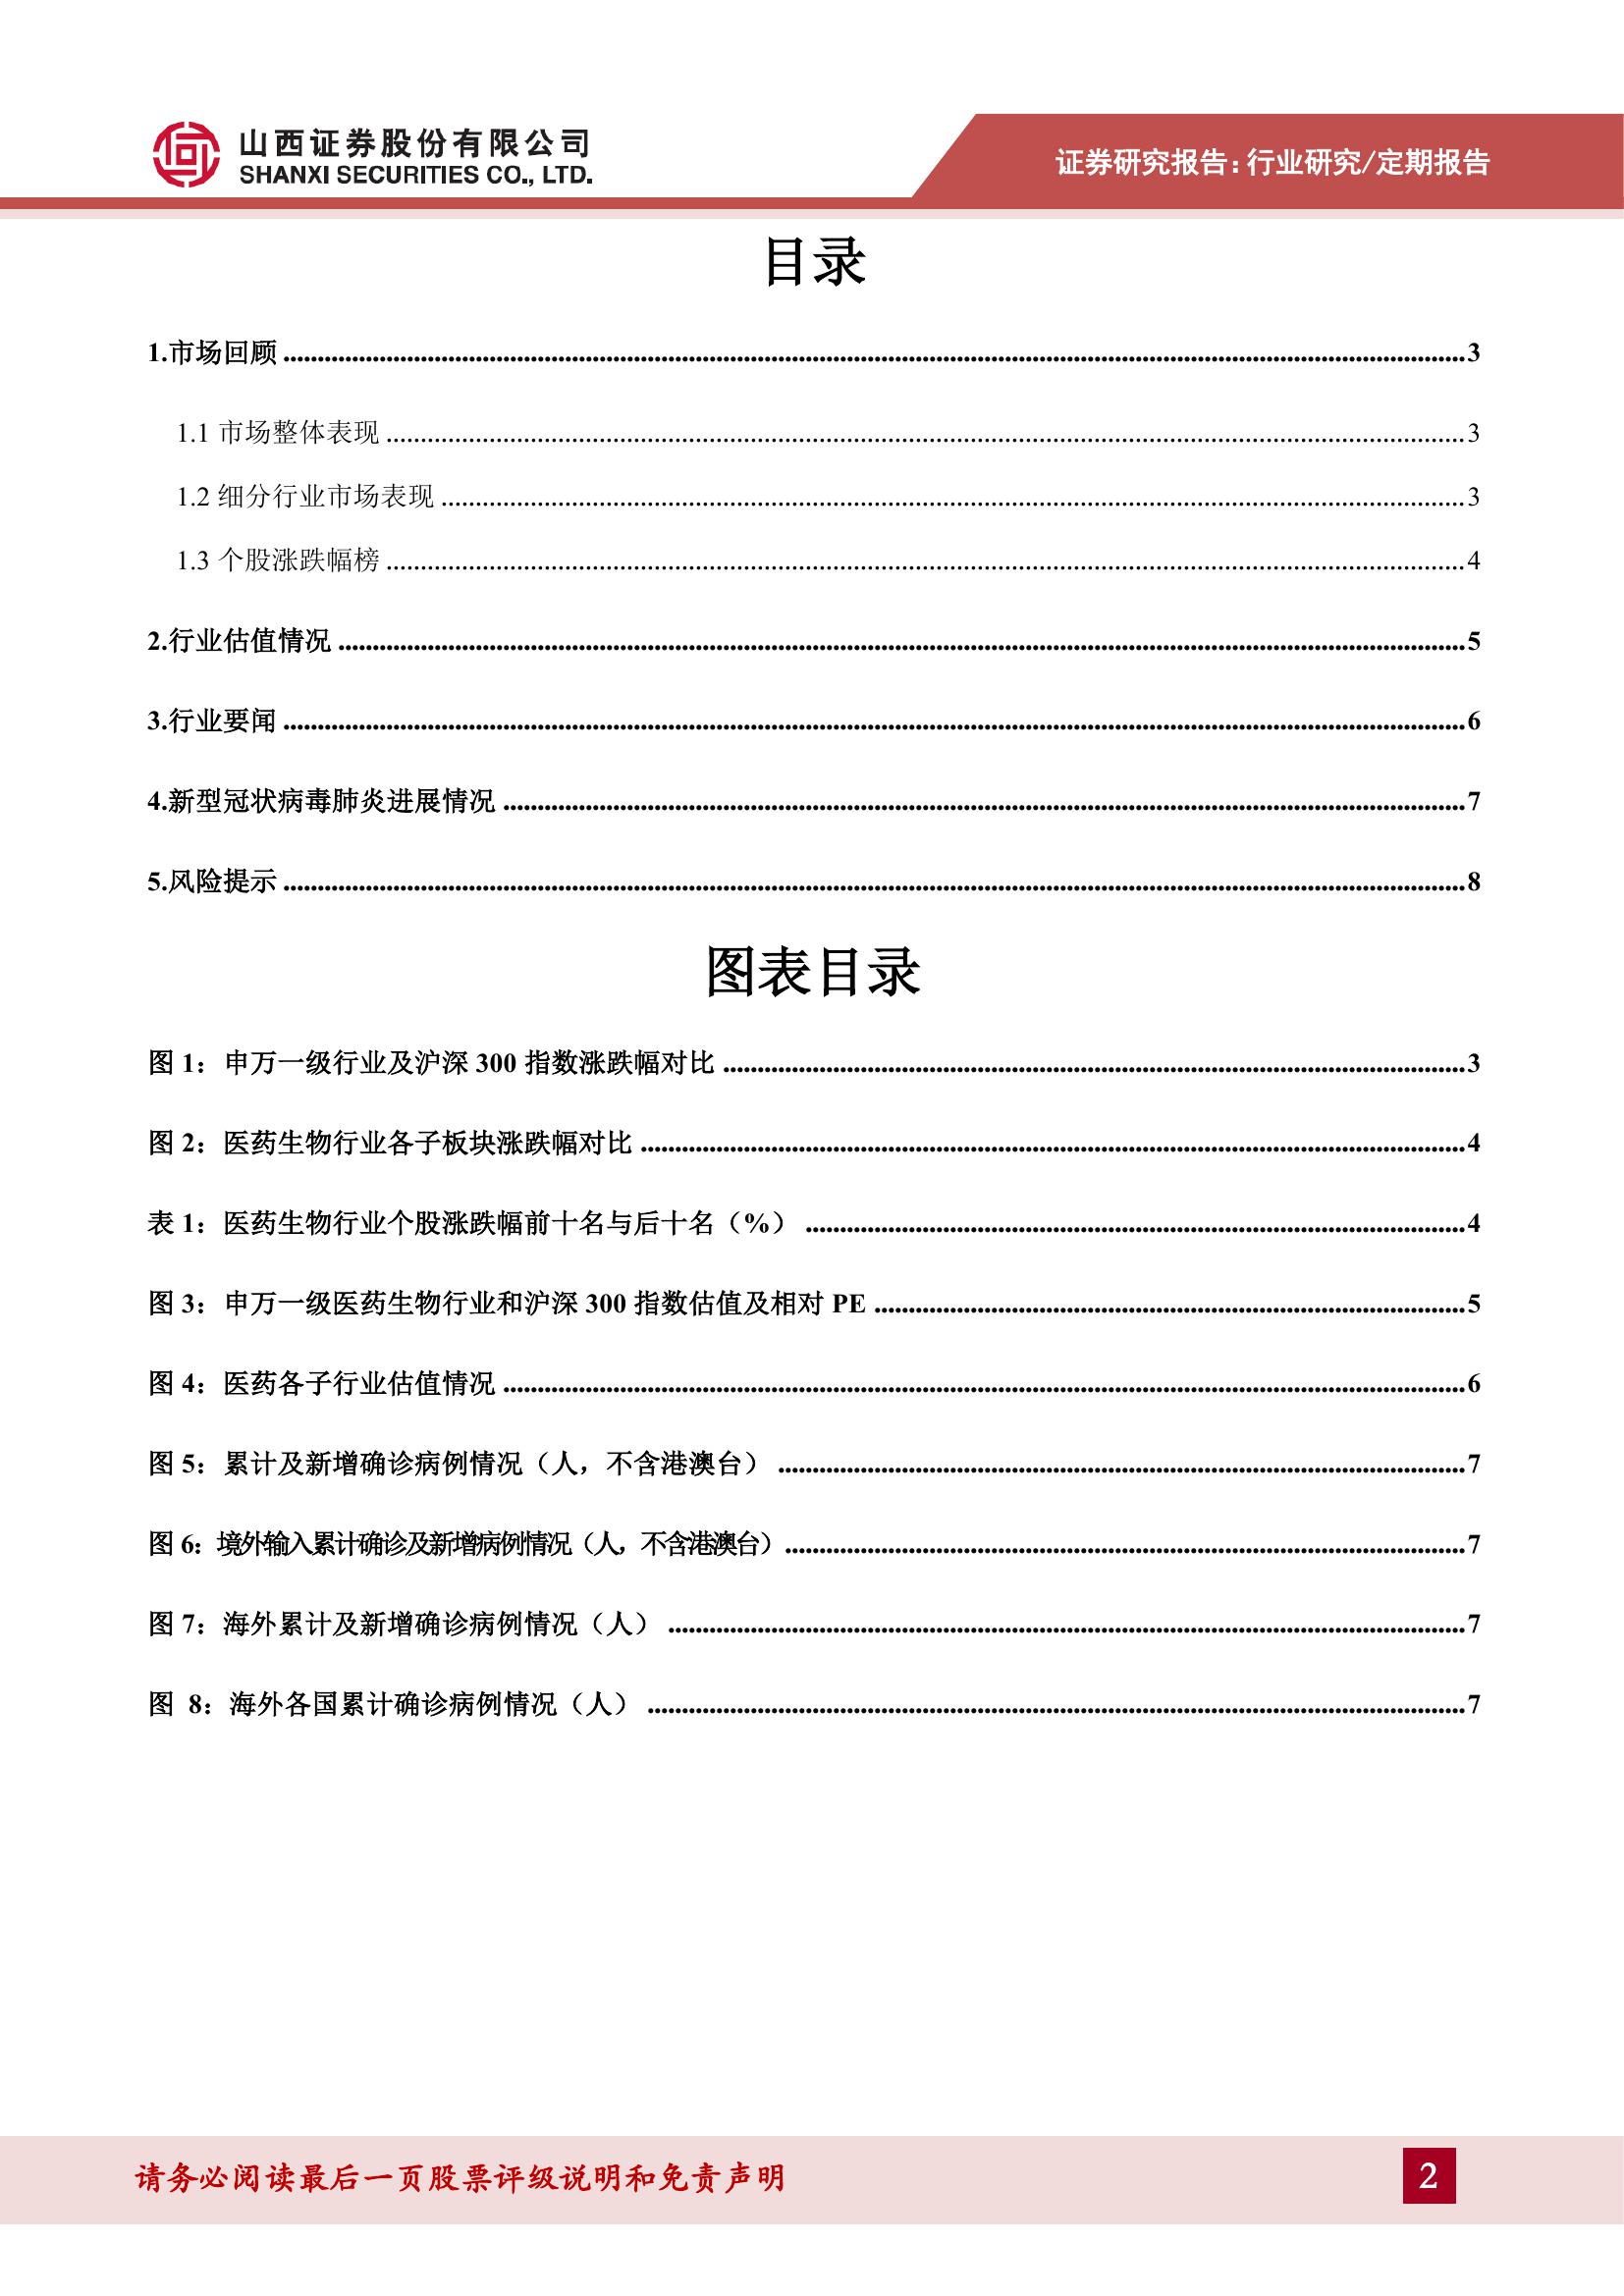 山西证券股份有限公司
SHANXI SECURITIES CO., LTD.
证券研究报告:行业研究/定期报告
目录
1.市场回顾 3
1.1 市场整体表现 3
1.2 细分行业市场表现 3
1.3 个股涨跌幅榜 4
2.行业估值情况 5
3.行业要闻 6
4.新型冠状病毒肺炎进展情况 7
5.风险提示 8
图表目录
图 1：申万一级行业及沪深 300 指数涨跌幅对比 3
图 2：医药生物行业各子板块涨跌幅对比 4
表 1：医药生物行业个股涨跌幅前十名与后十名（%） 4
图 3：申万一级医药生物行业和沪深 300 指数估值及相对 PE 5
图 4：医药各子行业估值情况 6
图 5：累计及新增确诊病例情况（人，不含港澳台） 7
图 6：境外输入累计确诊及新增病例情况（人，不含港澳台） 7
图 7：海外累计及新增确诊病例情况（人） 7
图 8：海外各国累计确诊病例情况（人） 7
请务必阅读最后一页股票评级说明和免责声明
2